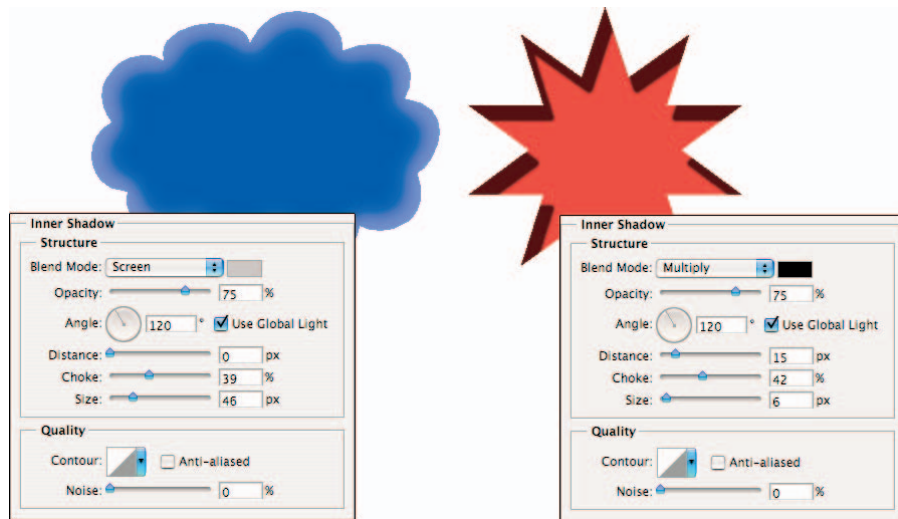 Inner Shadow
Structure
Blend Mode: Screen
Opacity: 75 %
Angle: 120 ° Use Global Light
Distance: 0 px
Choke: 39 %
Size: 46 px
Quality
Contour: Anti-aliased
Noise: 0 %
Inner Shadow
Structure
Blend Mode: Multiply
Opacity: 75 %
Angle: 120 ° Use Global Light
Distance: 15 px
Choke: 42 %
Size: 6 px
Quality
Contour: Anti-aliased
Noise: 0 %